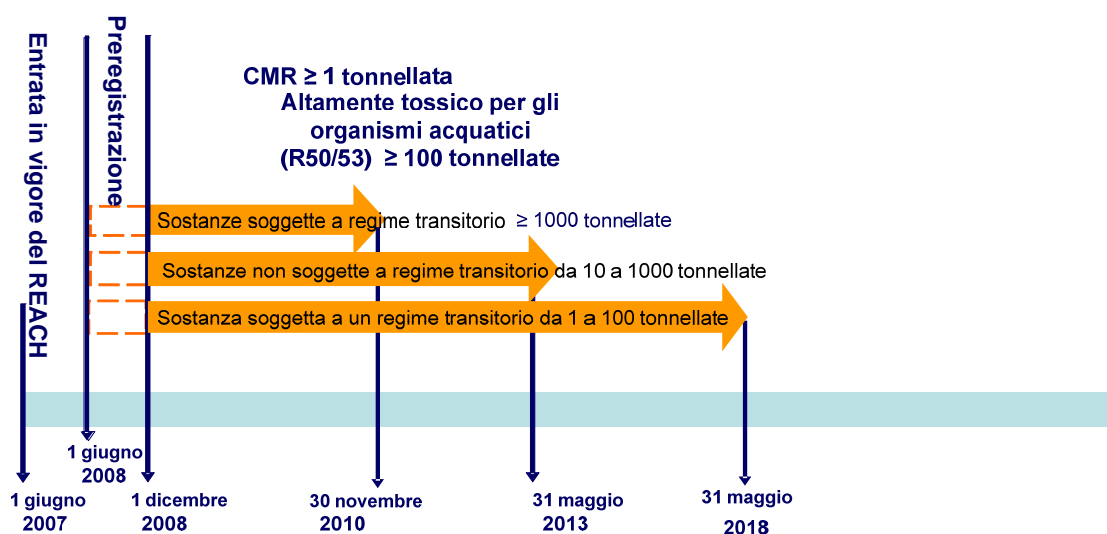 Entrata in vigore del REACH
Preregistrazione
CMR ≥ 1 tonnellata
Altamente tossico per gli
organismi acquatici
(R50/53) ≥ 100 tonnellate
Sostanze soggette a regime transitorio ≥ 1000 tonnellate
Sostanze non soggette a regime transitorio da 10 a 1000 tonnellate
Sostanza soggetta a un regime transitorio da 1 a 100 tonnellate
1 giugno
2008
1 giugno
2007
1 dicembre
2008
30 novembre
2010
31 maggio
2013
31 maggio
2018